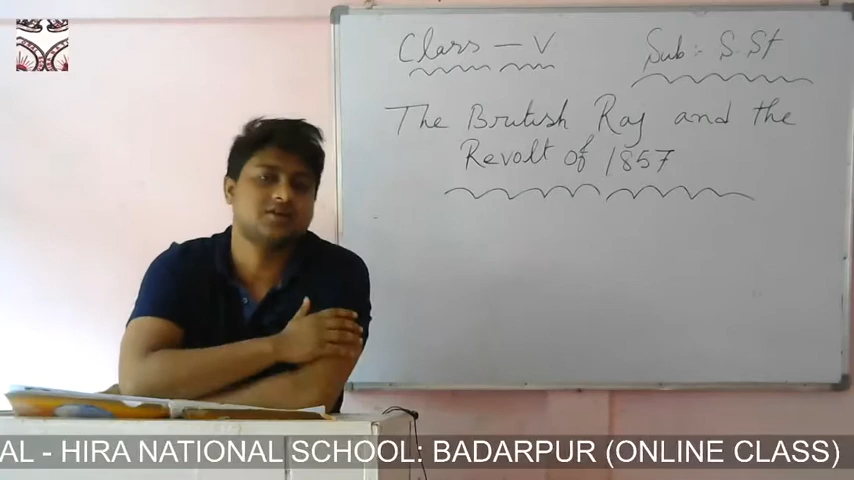 Class - V Sub:- S.St
The British Raj and the
Revolt of 1857
AL - HIRA NATIONAL SCHOOL: BADARPUR (ONLINE CLASS)